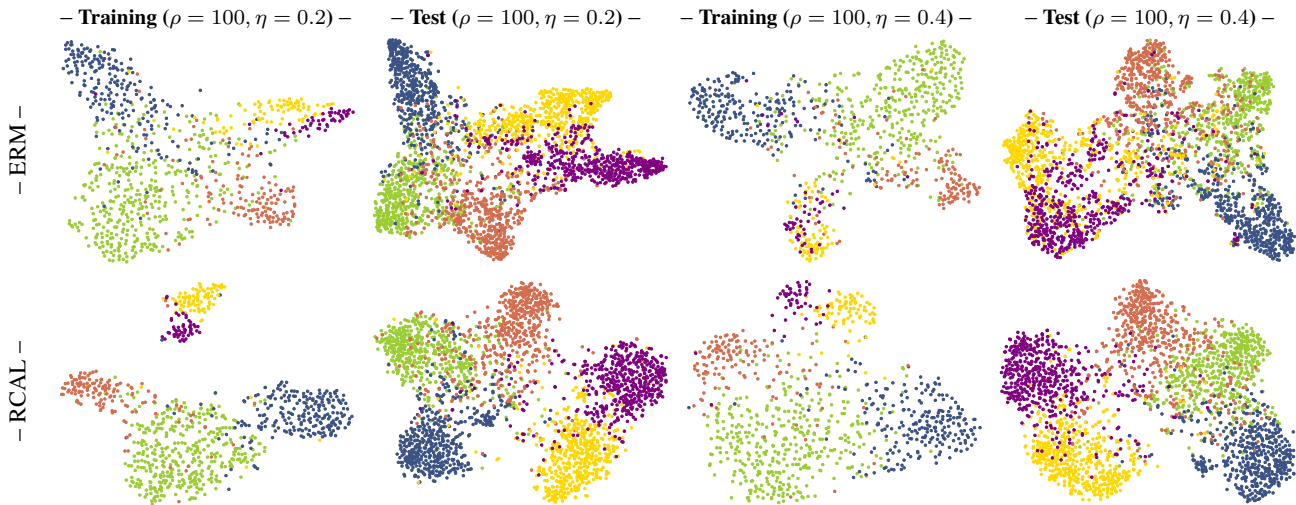 – Training (ρ = 100, η = 0.2) –
– Test (ρ = 100, η = 0.2) –
– Training (ρ = 100, η = 0.4) –
– Test (ρ = 100, η = 0.4) –
– ERM –
– RCAL –